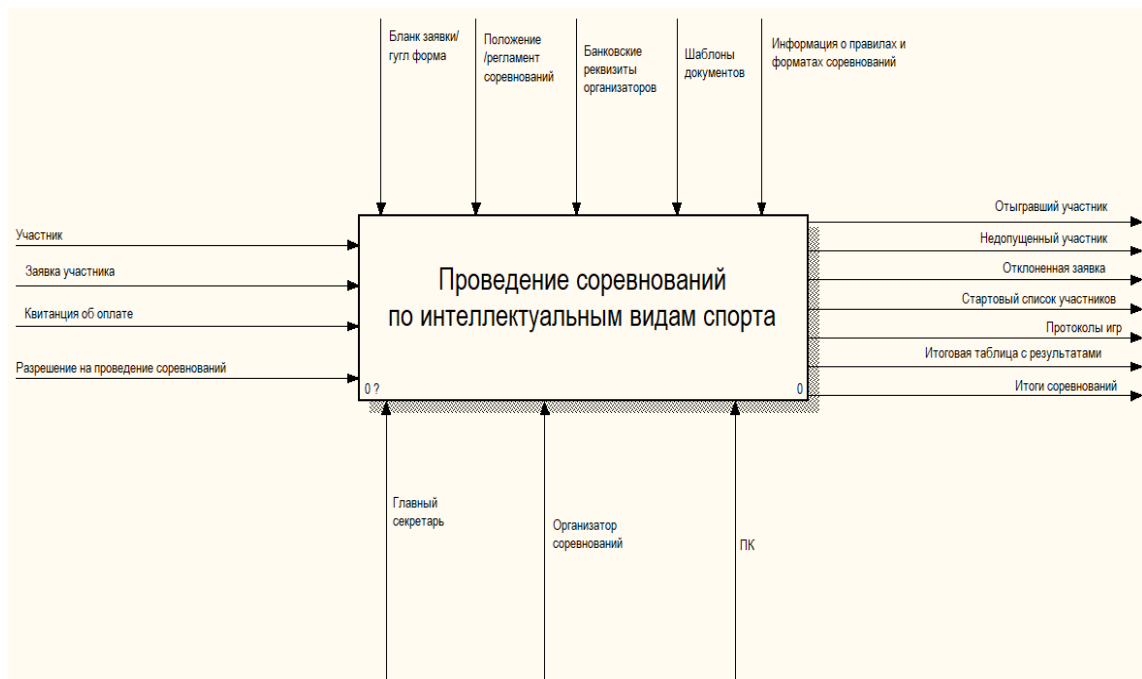 Бланк заявки/
гугл форма
Положение
/регламент
соревнований
Банковские
реквизиты
организаторов
Шаблоны
документов
Информация о правилах и
форматах соревнований
Участник
Заявка участника
Квитанция об оплате
Разрешение на проведение соревнований
Проведение соревнований
по интеллектуальным видам спорта
0 ?
0
Отыгравший участник
Недопущенный участник
Отклоненная заявка
Стартовый список участников
Протоколы игр
Итоговая таблица с результатами
Итоги соревнований
Главный
секретарь
Организатор
соревнований
ПК